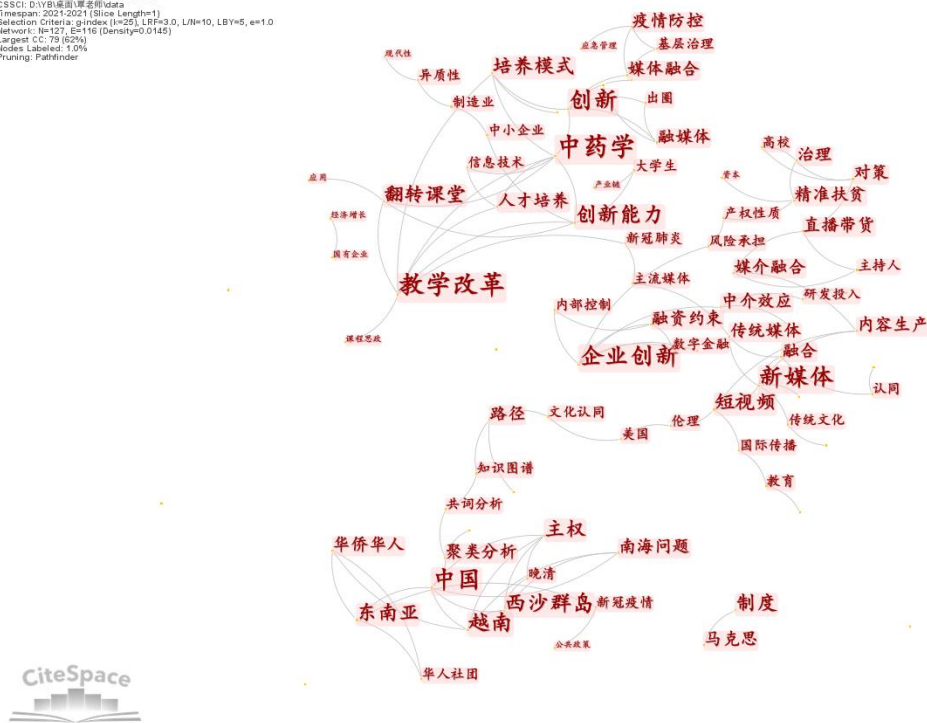 CSSCI: D:\YB\桌面\覃老师\data
Timespan: 2021-2021 (Slice Length=1)
Selection Criteria: g-index (k=25), LRF=3.0, L/N=10, LBY=5, e=1.0
Network: N=127, E=116 (Density=0.0145)
Largest CC: 79 (62%)
Nodes Labeled: 1.0%
Pruning: Pathfinder
疫情防控
应急管理
基层治理
现代性
培养模式
媒体融合
异质性
制造业
创新
出圈
中小企业
融媒体
中药学
高校
治理
信息技术
大学生
应用
产业链
资本
对策
翻转课堂
人才培养
精准扶贫
经济增长
创新能力
产权性质
直播带货
国有企业
新冠肺炎
风险承担
教学改革
主流媒体
媒介融合
主持人
内部控制
中介效应
研发投入
课程思政
融资约束
传统媒体
内容生产
企业创新
数字金融
融合
新媒体
认同
短视频
路径
文化认同
美国
伦理
传统文化
国际传播
知识图谱
教育
共词分析
主权
华侨华人
聚类分析
南海问题
中国
晚清
东南亚
越南
西沙群岛
新冠疫情
制度
公共政策
马克思
华人社团
CiteSpace